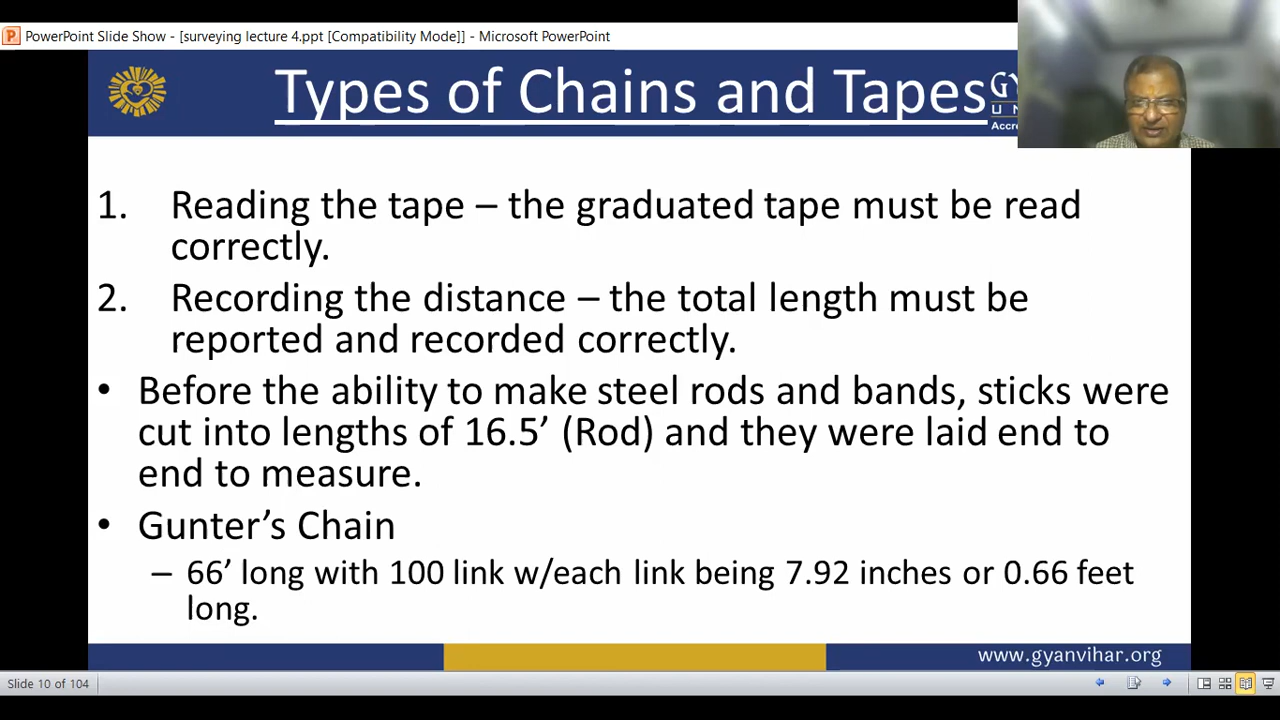 PowerPoint Slide Show - [surveying lecture 4.ppt [Compatibility Mode]] - Microsoft PowerPoint
Types of Chains and Tapes
GY
U N
Accre
1. Reading the tape – the graduated tape must be read
correctly.
2. Recording the distance – the total length must be
reported and recorded correctly.
• Before the ability to make steel rods and bands, sticks were
cut into lengths of 16.5’ (Rod) and they were laid end to
end to measure.
• Gunter’s Chain
– 66’ long with 100 link w/each link being 7.92 inches or 0.66 feet
long.
www.gyanvihar.org
Slide 10 of 104